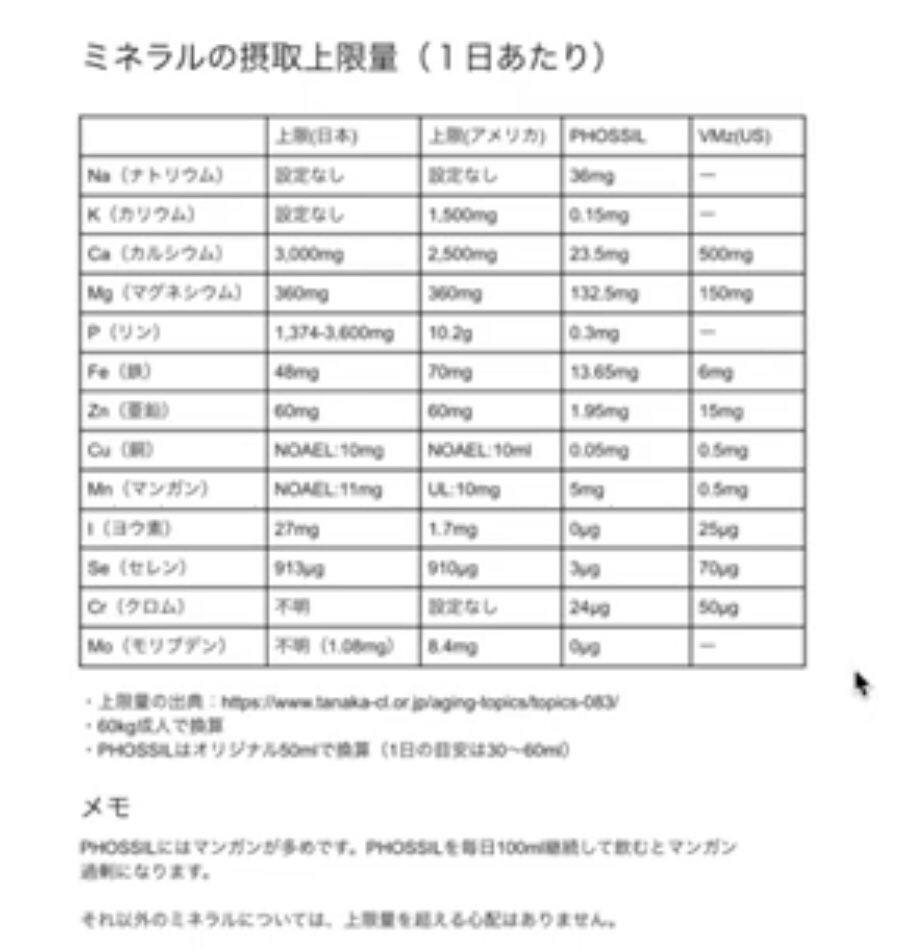 ミネラルの摂取上限量（１日あたり）
上限(日本) 上限(アメリカ) PHOSSIL VMz(US)
Na（ナトリウム） 設定なし 設定なし 36mg ー
K（カリウム） 設定なし 1,500mg 0.15mg ー
Ca（カルシウム） 3,000mg 2,500mg 23.5mg 500mg
Mg（マグネシウム） 360mg 360mg 132.5mg 150mg
P（リン） 1,374-3,600mg 10.2g 0.3mg ー
Fe（鉄） 48mg 70mg 13.65mg 6mg
Zn（亜鉛） 60mg 60mg 1.95mg 15mg
Cu（銅） NOAEL:10mg NOAEL:10ml 0.05mg 0.5mg
Mn（マンガン） NOAEL:11mg UL:10mg 5mg 0.5mg
I（ヨウ素） 27mg 1.7mg 0μg 25μg
Se（セレン） 913μg 910μg 3μg 70μg
Cr（クロム） 不明 設定なし 24μg 50μg
Mo（モリブデン） 不明（1.08mg） 8.4mg 0μg ー
・上限量の出典：https://www.tanaka-cl.or.jp/aging-topics/topics-083/
・60kg成人で換算
・PHOSSILはオリジナル50mlで換算（1日の目安は30〜60ml）
メモ
PHOSSILにはマンガンが多めです。PHOSSILを毎日100ml継続して飲むとマンガン
過剰になります。
それ以外のミネラルについては、上限量を超える心配はありません。